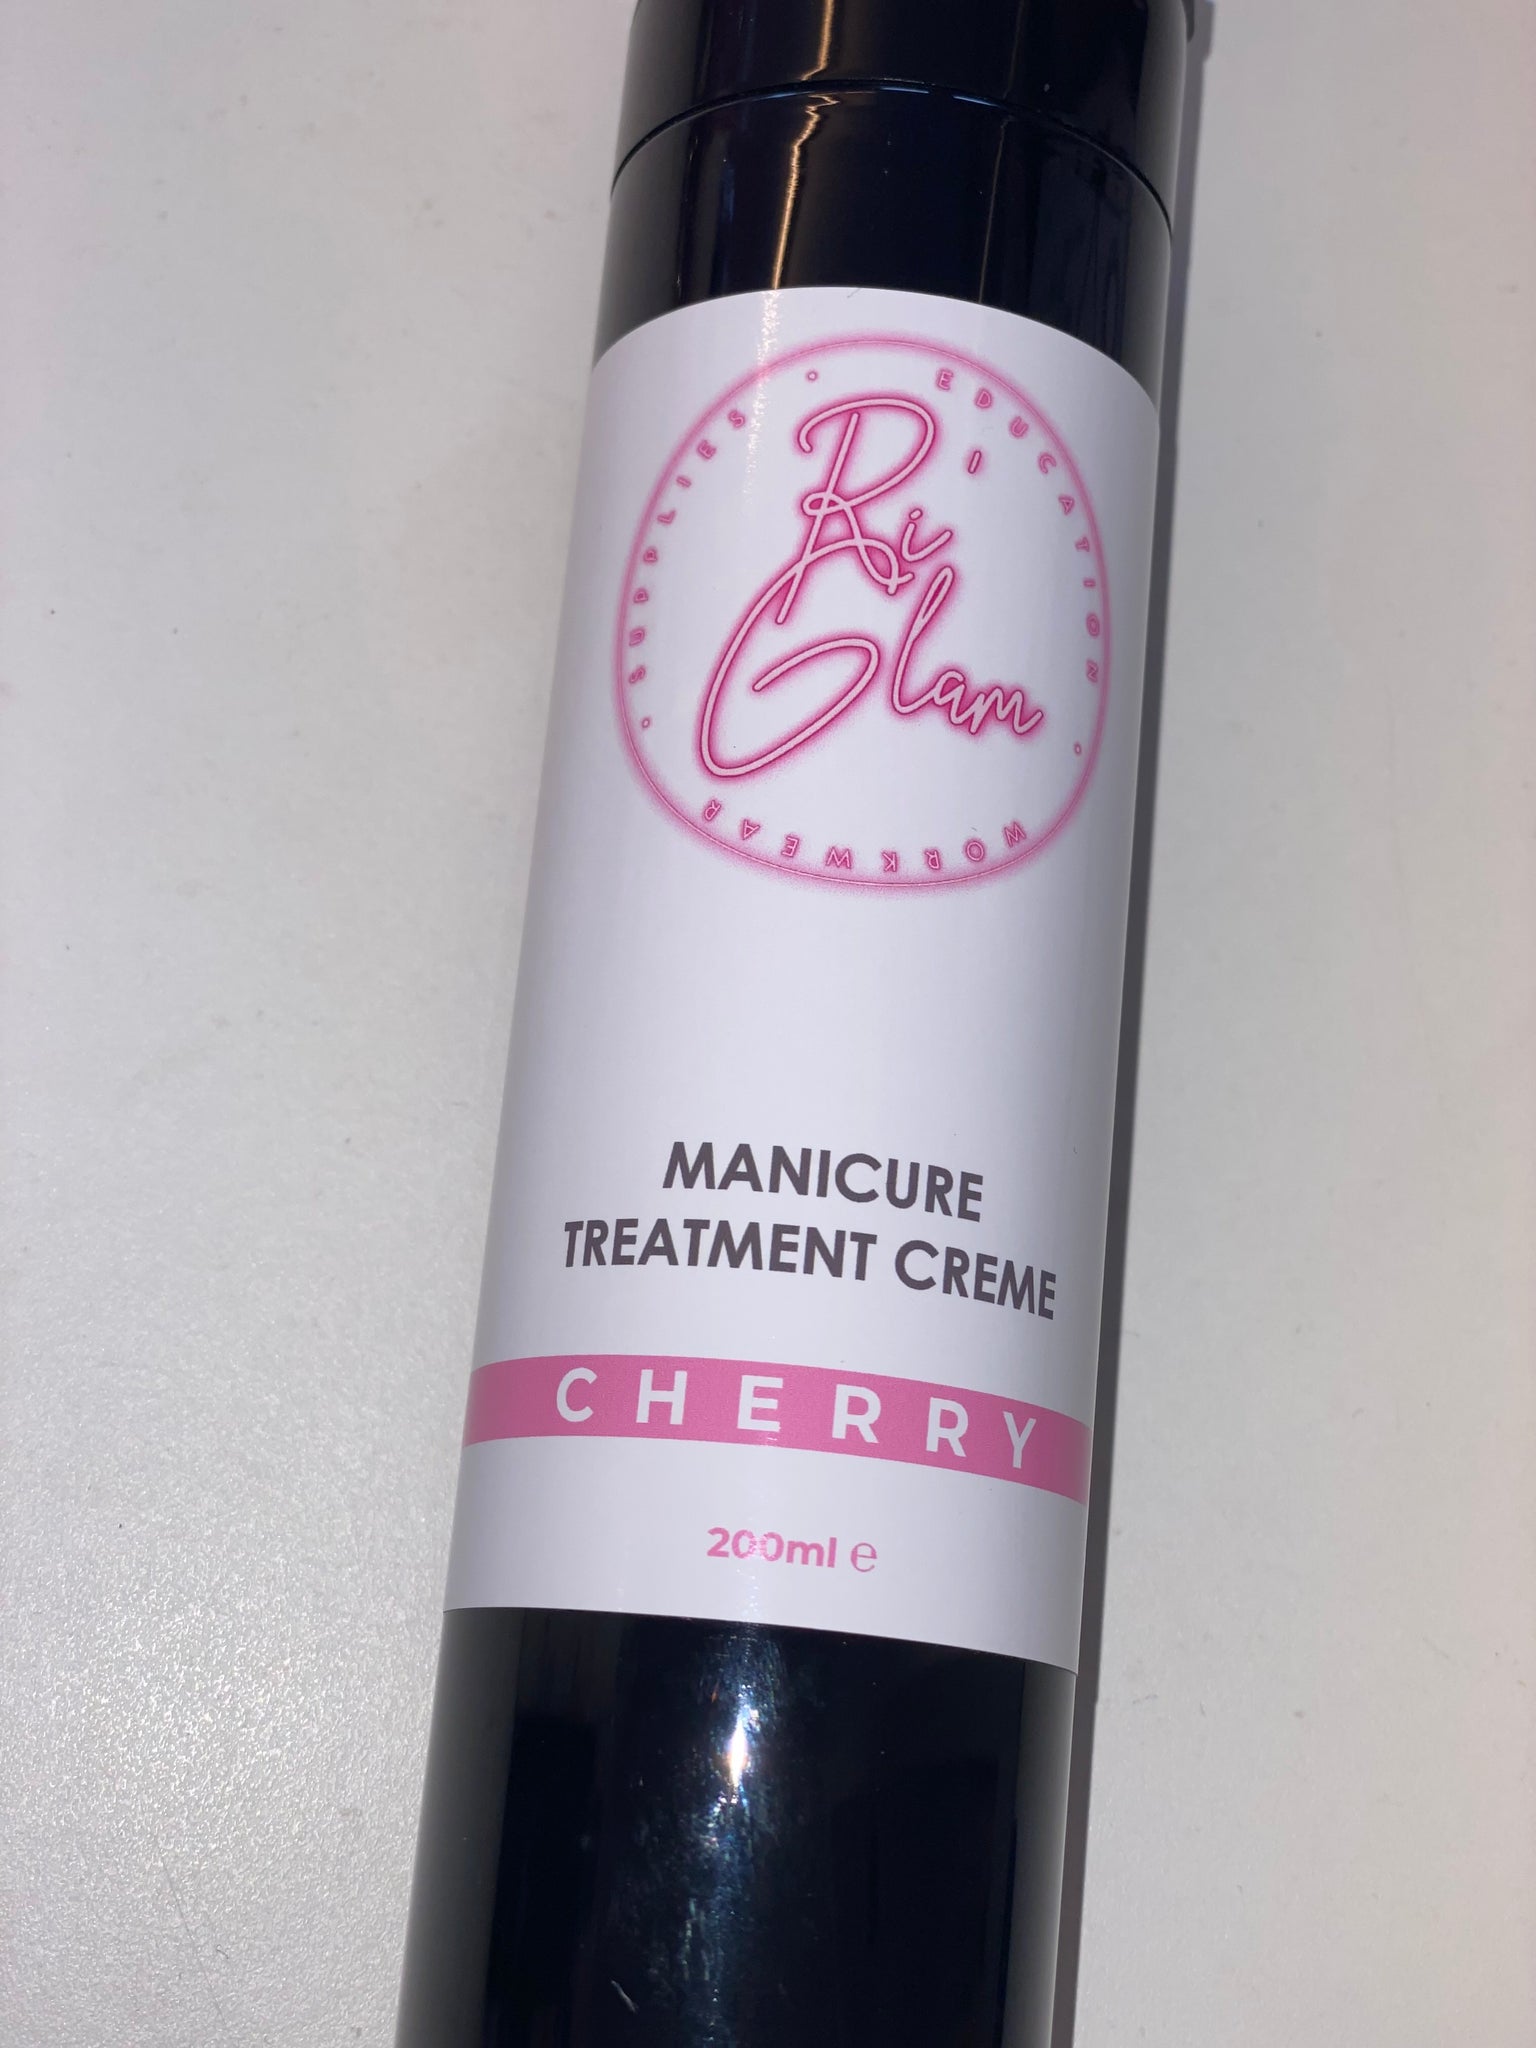 SUPPLIES • EDUCATION • WORKWEAR •
Ri
Glam
MANICURE
TREATMENT CREME
CHERRY
200ml ℮